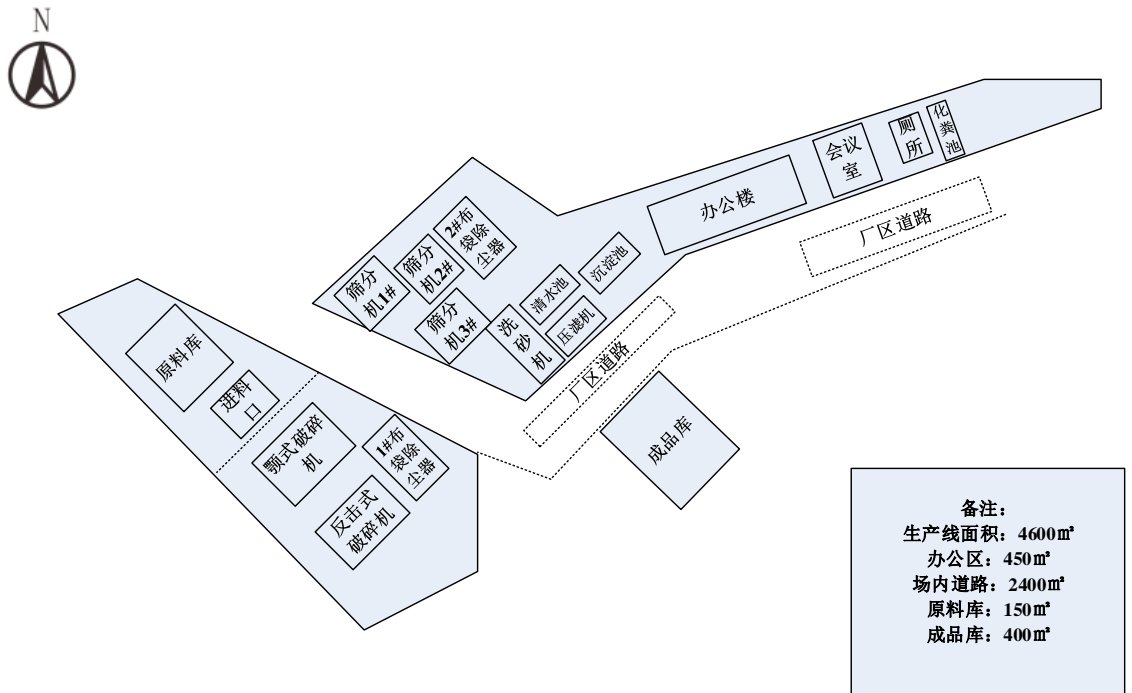 N
化
粪
池
厕
所
会议
室
办公楼
厂区道路
2#布
袋除
尘器
筛分
机2#
筛分
机1#
沉淀池
清水池
筛分
机3#
洗
砂
机
压滤机
厂区道路
原料库
进料
口
颚式破碎
机
1#布
袋除
尘器
反击式
破碎机
成品库
备注：
生产线面积：4600㎡
办公区：450㎡
场内道路：2400㎡
原料库：150㎡
成品库：400㎡